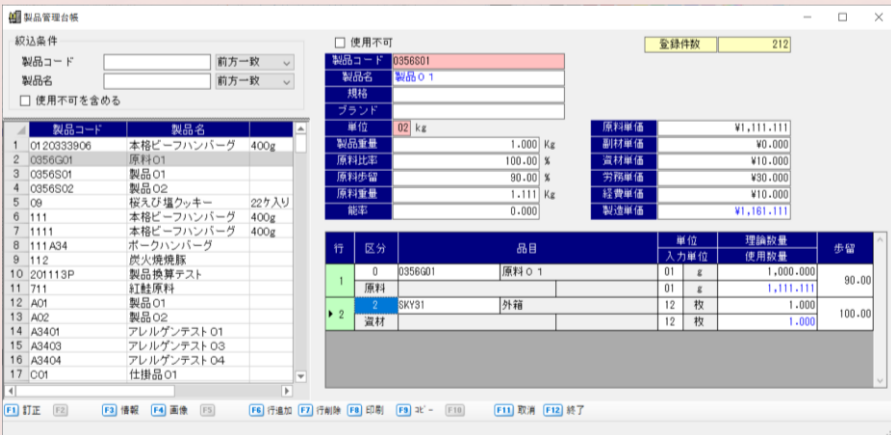 製品管理台帳
絞込条件
製品コード 前方一致
製品名 前方一致
使用不可を含める
製品コード 製品名
1 0120333906 本格ビーフハンバーグ 400g
2 0356G01 原料01
3 0356S01 製品01
4 0356S02 製品02
5 09 桜えび塩クッキー 22ケ入り
6 111 本格ビーフハンバーグ 400g
7 1111 本格ビーフハンバーグ 400g
8 111A34 ポークハンバーグ
9 112 炭火焼焼豚
10 201113P 製品換算テスト
11 711 紅鮭原料
12 A01 製品01
13 A02 製品02
14 A3401 アレルゲンテスト01
15 A3403 アレルゲンテスト03
16 A3404 アレルゲンテスト04
17 C01 仕掛品01
使用不可
登録件数 212
製品コード 0356S01
製品名 製品01
規格
ブランド
単位 02 kg
製品重量 1.000 Kg
原料比率 100.00 %
原料歩留 90.00 %
原料重量 1.111 Kg
能率 0.000
原料単価 ¥1,111.111
副材単価 ¥0.000
資材単価 ¥10.000
労務単価 ¥30.000
経費単価 ¥10.000
製造単価 ¥1,161.111
行 区分 品目 単位 理論数量 歩留
入力単位 使用数量
1 0 0356G01 原料01 01 g 1,000.000 90.00
原料 01 g 1,111.111
2 2 SKY31 外箱 12 枚 1.000 100.00
資材 12 枚 1.000
F1 訂正 F2 F3 情報 F4 画像 F5 F6 行追加 F7 行削除 F8 印刷 F9 コピー F10 F11 取消 F12 終了